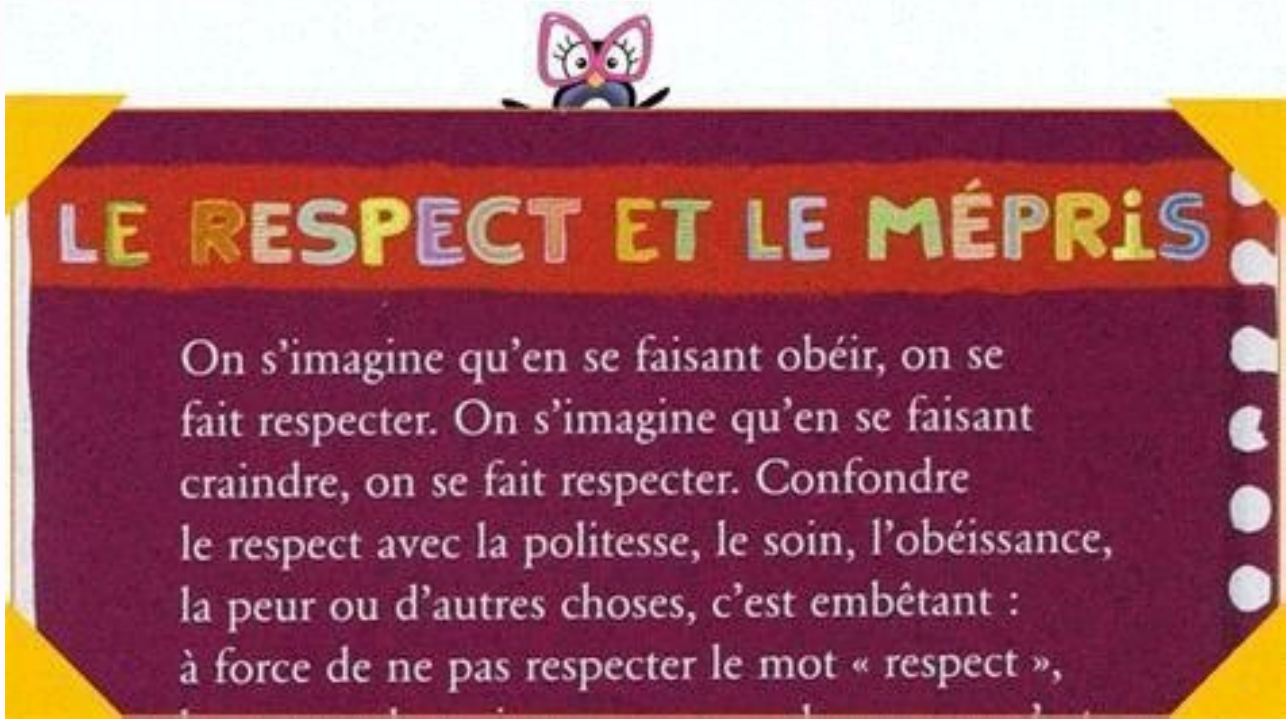 LE RESPECT ET LE MÉPRiS
On s'imagine qu'en se faisant obéir, on se
fait respecter. On s'imagine qu'en se faisant
craindre, on se fait respecter. Confondre
le respect avec la politesse, le soin, l'obéissance,
la peur ou d'autres choses, c'est embêtant :
à force de ne pas respecter le mot « respect »,